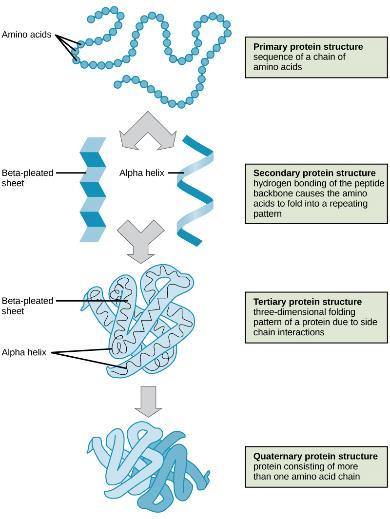 Amino acids
Primary protein structure
sequence of a chain of
amino acids
Beta-pleated
sheet
Alpha helix
Secondary protein structure
hydrogen bonding of the peptide
backbone causes the amino
acids to fold into a repeating
pattern
Beta-pleated
sheet
Alpha helix
Tertiary protein structure
three-dimensional folding
pattern of a protein due to side
chain interactions
Quaternary protein structure
protein consisting of more
than one amino acid chain